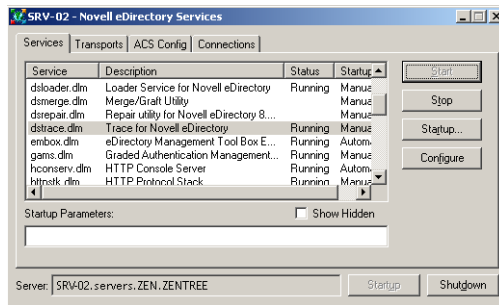 SRV-02 - Novell eDirectory Services
Services Transports ACS Config Connections
Service Description Status Startup
dsloader.dlm Loader Service for Novell eDirectory Running Manua
dsmerge.dlm Merge/Graft Utility Manua
dsrepair.dlm Repair utility for Novell eDirectory 8.... Manua
dstrace.dlm Trace for Novell eDirectory Running Manua
embox.dlm eDirectory Management Tool Box E... Running Autom
gams.dlm Graded Authentication Management... Running Manua
hconserv.dlm HTTP Console Server Running Autom
httpstk.dlm HTTP Protocol Stack Running Manua
Start
Stop
Startup...
Configure
Startup Parameters: Show Hidden
Server: SRV-02.servers.ZEN.ZENTREE Startup Shutdown